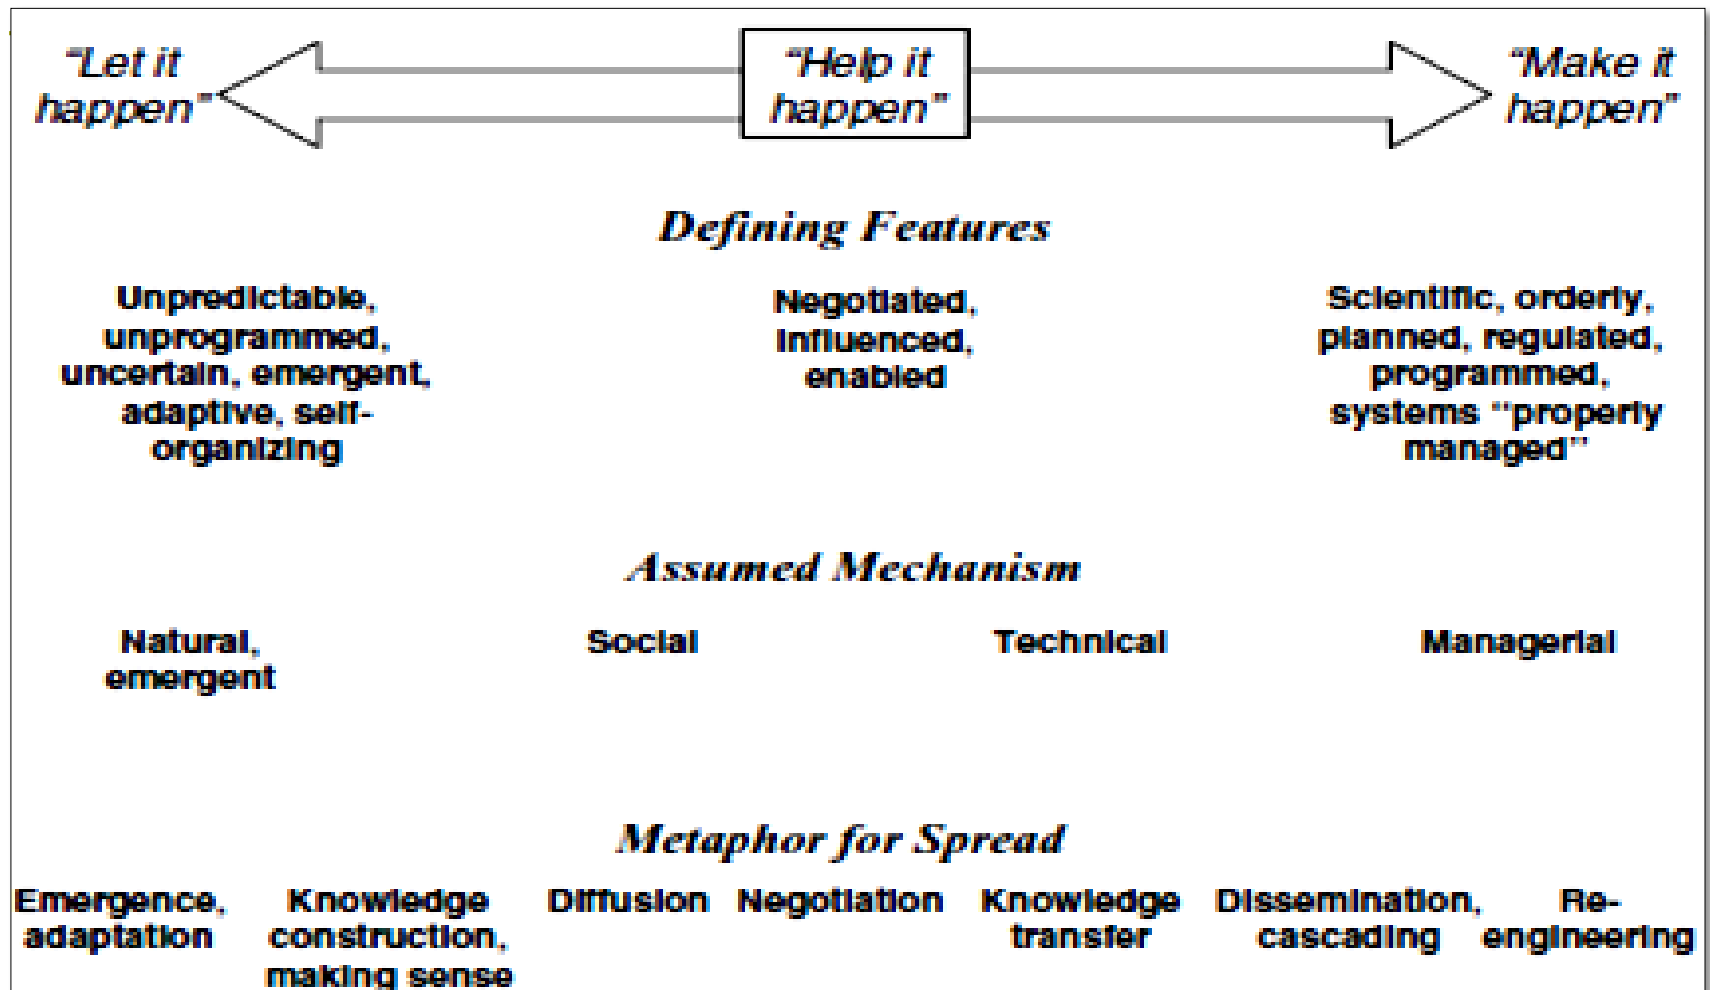 “Let it
happen”
“Help it
happen”
“Make it
happen”
Defining Features
Unpredictable,
unprogrammed,
uncertain, emergent,
adaptive, self-
organizing
Negotiated,
influenced,
enabled
Scientific, orderly,
planned, regulated,
programmed,
systems “properly
managed”
Assumed Mechanism
Natural,
emergent
Social
Technical
Managerial
Metaphor for Spread
Emergence,
adaptation
Knowledge
construction,
making sense
Diffusion
Negotiation
Knowledge
transfer
Dissemination,
cascading
Re-
engineering